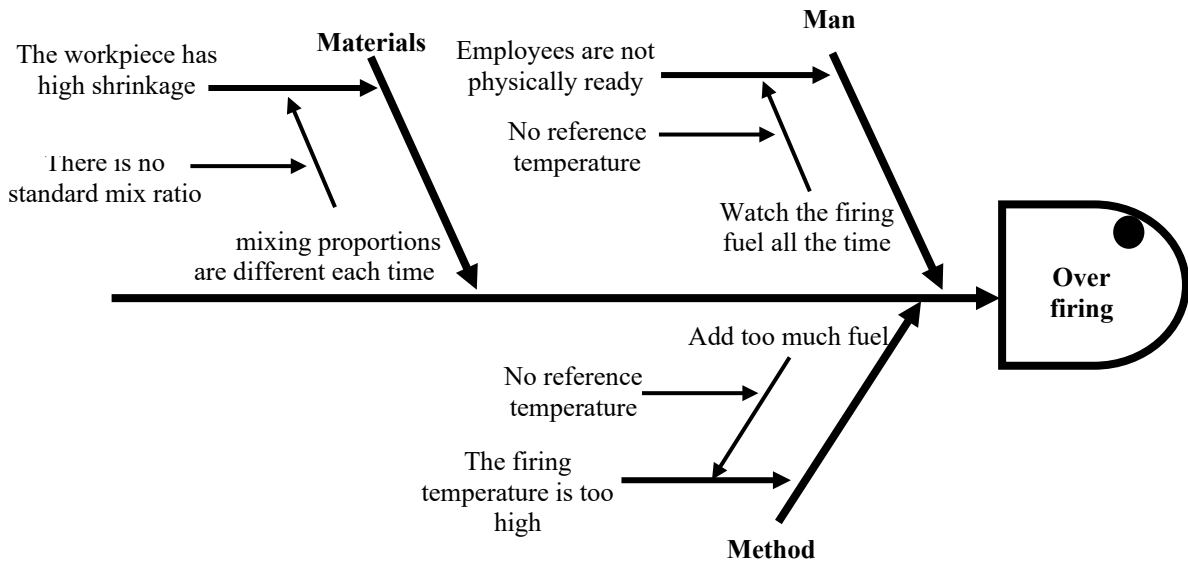 Materials
The workpiece has
high shrinkage
There is no
standard mix ratio
mixing proportions
are different each time
Man
Employees are not
physically ready
No reference
temperature
Watch the firing
fuel all the time
Over
firing
Add too much fuel
No reference
temperature
The firing
temperature is too
high
Method